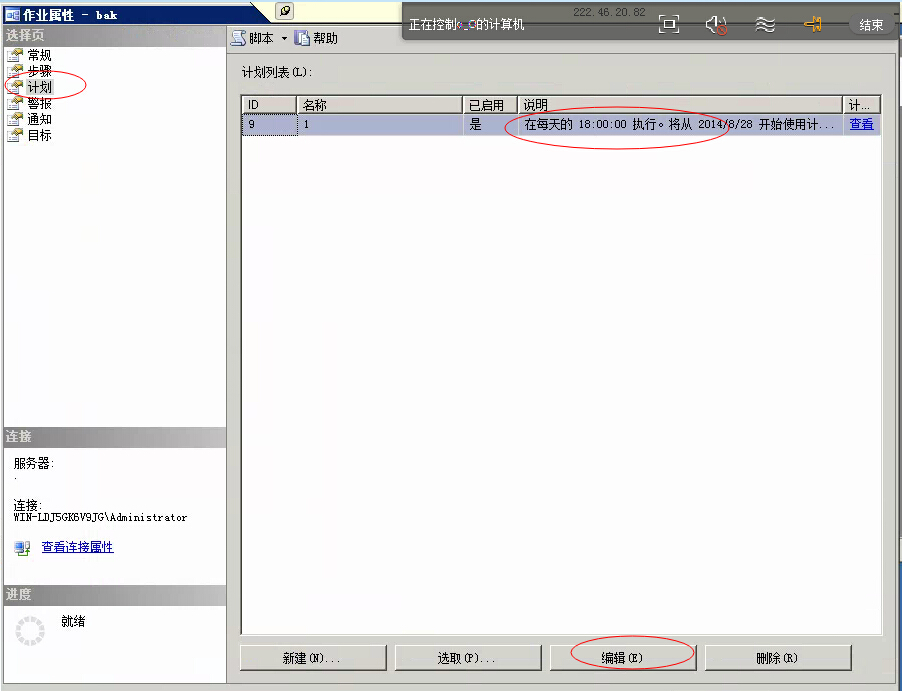 作业属性 - bak
222.46.20.82
正在控制c_C的计算机
结束
选择页
常规
步骤
计划
警报
通知
目标
脚本
帮助
计划列表(L):
ID 名称 已启用 说明 计...
9 1 是 在每天的 18:00:00 执行。将从 2014/8/28 开始使用计... 查看
连接
服务器:
.
连接:
WIN-LDJ5GK6V9JG\Administrator
查看连接属性
进度
就绪
新建(N)...
选取(P)...
编辑(E)
删除(R)